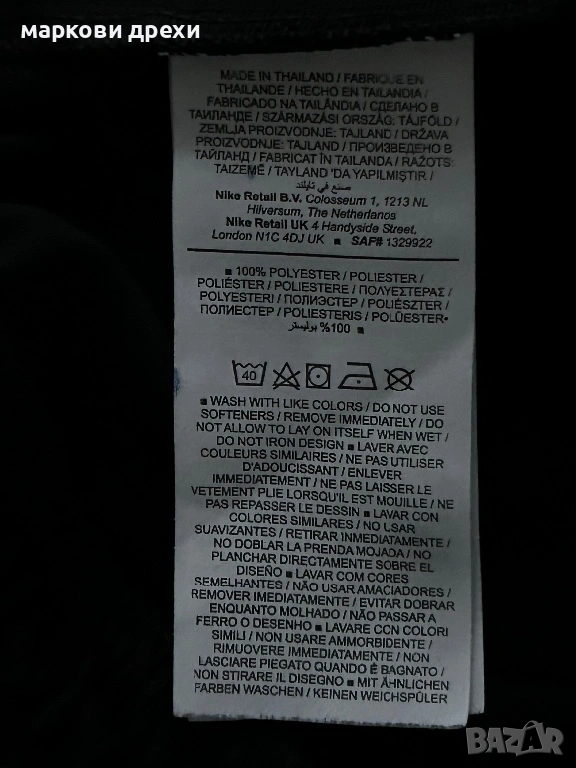 маркови дрехи
MADE IN THAILAND / FABRIQUE EN
THAILANDE / HECHO EN TAILANDIA /
FABRICADO NA TAILÂNDIA / СДЕЛАНО В
ТАИЛАНДЕ / SZÁRMAZÁSI ORSZÁG: TÁJFÖLD /
ZEMLJA PROIZVODNJE: TAJLAND / DRŽAVA
PROIZVODNJE: TAJLAND / ПРОИЗВЕДЕНО В
ТАЙЛАНД / FABRICAT ÎN TAILANDA / RAŽOTS:
TAIZEMĒ / TAYLAND 'DA YAPILMIŞTIR /
صنع في تايلند
Nike Retail B.V. Colosseum 1, 1213 NL
Hilversum, The Netherlands
Nike Retail UK 4 Handyside Street,
London N1C 4DJ UK ■ SAF# 1329922
■ 100% POLYESTER / POLIESTER /
POLIÉSTER / POLIESTERE / ΠΟΛΥΕΣΤΕΡΑΣ /
POLYESTERI / ПОЛИЭСТЕР / POLIÉSZTER /
ПОЛИЕСТЕР / POLIESTERIS / POLÜESTER
■ بوليستر %100
40
■ WASH WITH LIKE COLORS / DO NOT USE
SOFTENERS / REMOVE IMMEDIATELY / DO
NOT ALLOW TO LAY ON ITSELF WHEN WET /
DO NOT IRON DESIGN ■ LAVER AVEC
COULEURS SIMILAIRES / NE PAS UTILISER
D'ADOUCISSANT / ENLEVER
IMMEDIATEMENT / NE PAS LAISSER LE
VETEMENT PLIE LORSQU'IL EST MOUILLE / NE
PAS REPASSER LE DESSIN ■ LAVAR CON
COLORES SIMILARES / NO USAR
SUAVIZANTES / RETIRAR INMEDIATAMENTE /
NO DOBLAR LA PRENDA MOJADA / NO
PLANCHAR DIRECTAMENTE SOBRE EL
DISEÑO ■ LAVAR COM CORES
SEMELHANTES / NÃO USAR AMACIADORES /
REMOVER IMEDIATAMENTE / EVITAR DOBRAR
ENQUANTO MOLHADO / NÃO PASSAR A
FERRO O DESENHO ■ LAVARE CON COLORI
SIMILI / NON USARE AMMORBIDENTE /
RIMUOVERE IMMEDIATAMENTE / NON
LASCIARE PIEGATO QUANDO È BAGNATO /
NON STIRARE IL DISEGNO ■ MIT ÄHNLICHEN
FARBEN WASCHEN / KEINEN WEICHSPÜLER
BAZAR